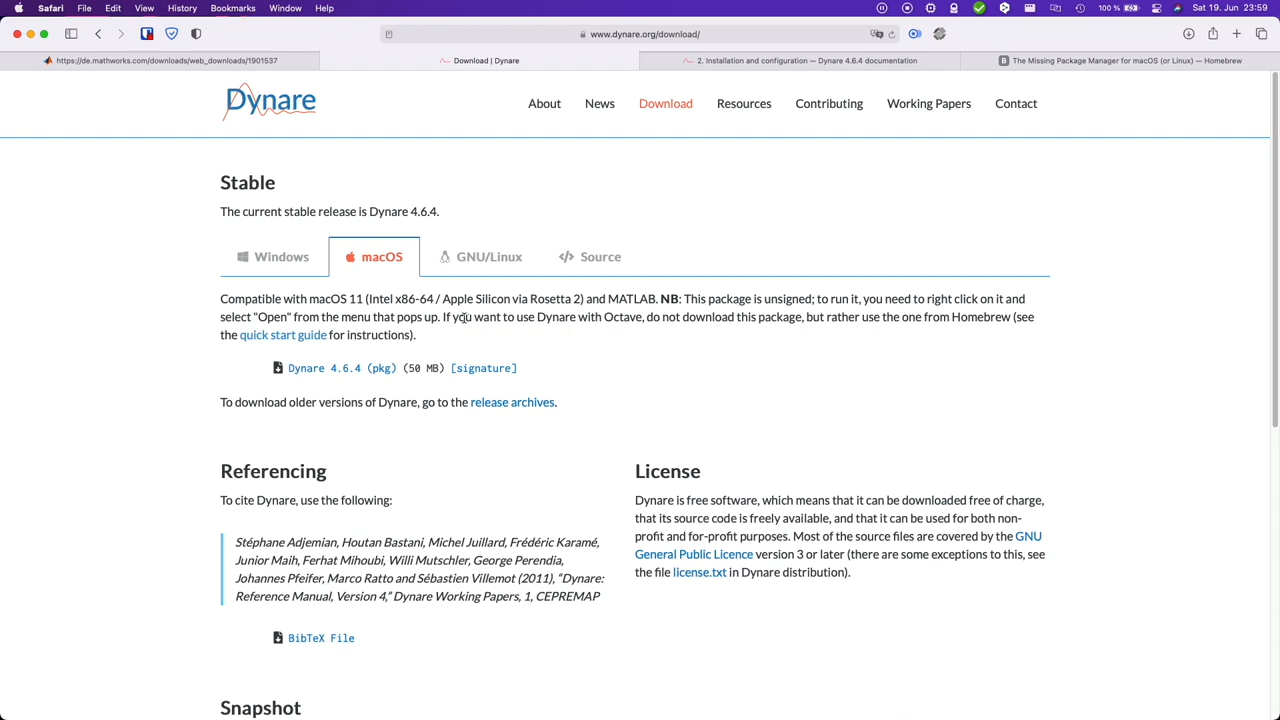 Safari File Edit View History Bookmarks Window Help
100 % Sat 19. Jun 23:59
www.dynare.org/download/
https://de.mathworks.com/downloads/web_downloads/1901537
Download | Dynare
2. Installation and configuration — Dynare 4.6.4 documentation
The Missing Package Manager for macOS (or Linux) — Homebrew
Dynare
About News Download Resources Contributing Working Papers Contact
Stable
The current stable release is Dynare 4.6.4.
Windows macOS GNU/Linux Source
Compatible with macOS 11 (Intel x86-64 / Apple Silicon via Rosetta 2) and MATLAB. NB: This package is unsigned; to run it, you need to right click on it and
select "Open" from the menu that pops up. If you want to use Dynare with Octave, do not download this package, but rather use the one from Homebrew (see
the quick start guide for instructions).
Dynare 4.6.4 (pkg) (50 MB) [signature]
To download older versions of Dynare, go to the release archives.
Referencing
To cite Dynare, use the following:
Stéphane Adjemian, Houtan Bastani, Michel Juillard, Frédéric Karamé,
Junior Maih, Ferhat Mihoubi, Willi Mutschler, George Perendia,
Johannes Pfeifer, Marco Ratto and Sébastien Villemot (2011), “Dynare:
Reference Manual, Version 4,” Dynare Working Papers, 1, CEPREMAP
BibTeX File
License
Dynare is free software, which means that it can be downloaded free of charge,
that its source code is freely available, and that it can be used for both non-
profit and for-profit purposes. Most of the source files are covered by the GNU
General Public Licence version 3 or later (there are some exceptions to this, see
the file license.txt in Dynare distribution).
Snapshot